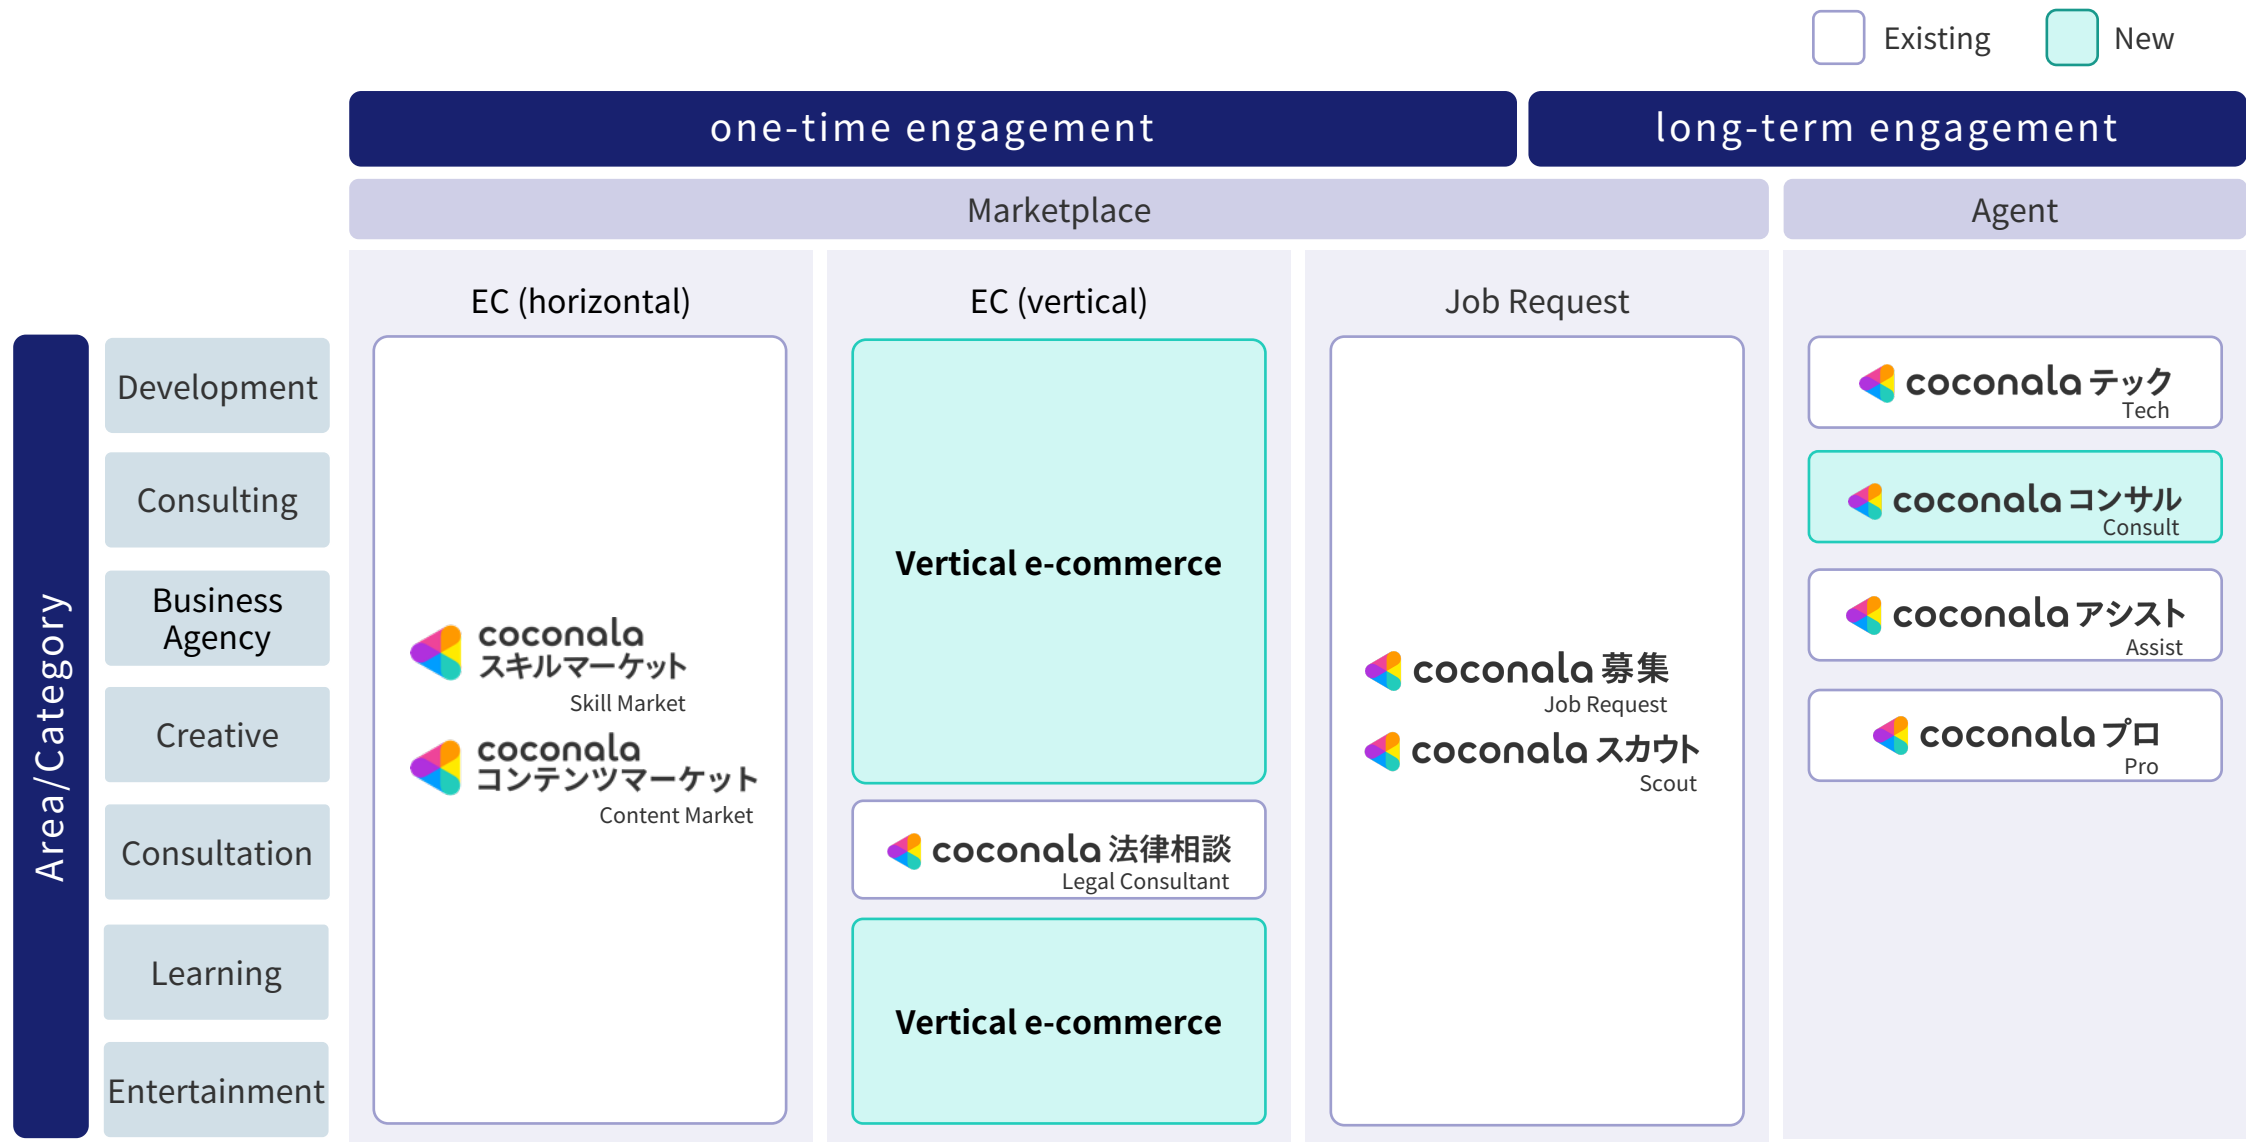 Existing
New
one-time engagement
long-term engagement
Marketplace
Agent
EC (horizontal)
EC (vertical)
Job Request
Area/Category
Development
Consulting
Business
Agency
Creative
Consultation
Learning
Entertainment
coconala
スキルマーケット
Skill Market
coconala
コンテンツマーケット
Content Market
Vertical e-commerce
coconala 法律相談
Legal Consultant
Vertical e-commerce
coconala 募集
Job Request
coconala スカウト
Scout
coconala テック
Tech
coconala コンサル
Consult
coconala アシスト
Assist
coconala プロ
Pro